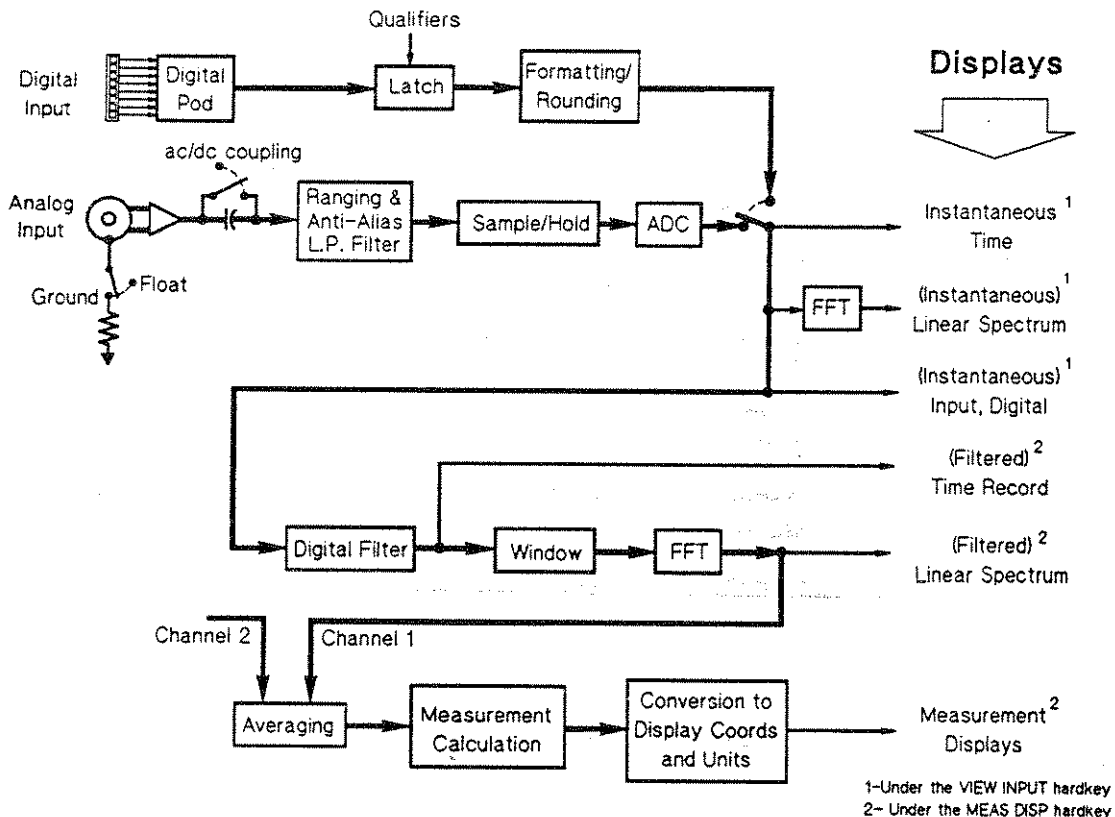 Qualifiers
Displays
Digital
Input
Digital
Pod
Latch
Formatting/
Rounding
ac/dc coupling
Analog
Input
Ranging &
Anti-Alias
L.P. Filter
Sample/Hold
ADC
Instantaneous 1
Time
Ground
Float
FFT
(Instantaneous) 1
Linear Spectrum
(Instantaneous) 1
Input, Digital
(Filtered) 2
Time Record
Digital Filter
Window
FFT
(Filtered) 2
Linear Spectrum
Channel 2
Channel 1
Averaging
Measurement
Calculation
Conversion to
Display Coords
and Units
Measurement 2
Displays
1-Under the VIEW INPUT hardkey
2- Under the MEAS DISP hardkey